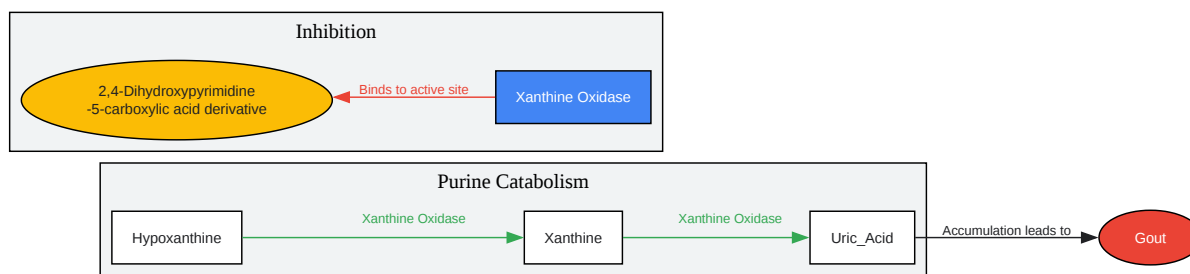 Inhibition
2,4-Dihydroxypyrimidine
-5-carboxylic acid derivative
Binds to active site
Xanthine Oxidase
Purine Catabolism
Hypoxanthine
Xanthine Oxidase
Xanthine
Xanthine Oxidase
Uric_Acid
Accumulation leads to
Gout